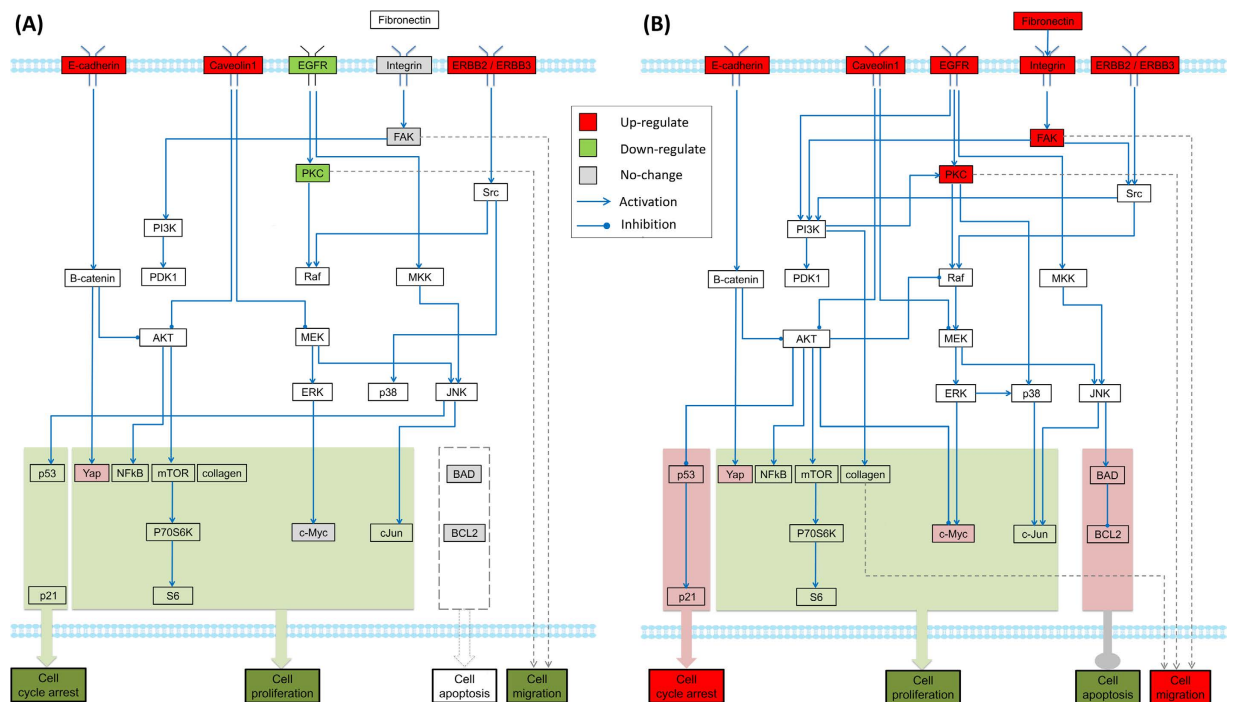 (A)
Fibronectin
E-cadherin
Caveolin1
EGFR
Integrin
ERBB2 / ERBB3
FAK
PKC
Src
PI3K
B-catenin
PDK1
Raf
MKK
AKT
MEK
ERK
p38
JNK
p53
Yap
NFkB
mTOR
collagen
BAD
P70S6K
c-Myc
cJun
BCL2
p21
S6
Cell
cycle arrest
Cell
proliferation
Cell
apoptosis
Cell
migration
Up-regulate
Down-regulate
No-change
Activation
Inhibition
(B)
Fibronectin
E-cadherin
Caveolin1
EGFR
Integrin
ERBB2 / ERBB3
FAK
PKC
Src
PI3K
B-catenin
PDK1
Raf
MKK
AKT
MEK
ERK
p38
JNK
p53
Yap
NFkB
mTOR
collagen
BAD
P70S6K
c-Myc
c-Jun
BCL2
p21
S6
Cell
cycle arrest
Cell
proliferation
Cell
apoptosis
Cell
migration